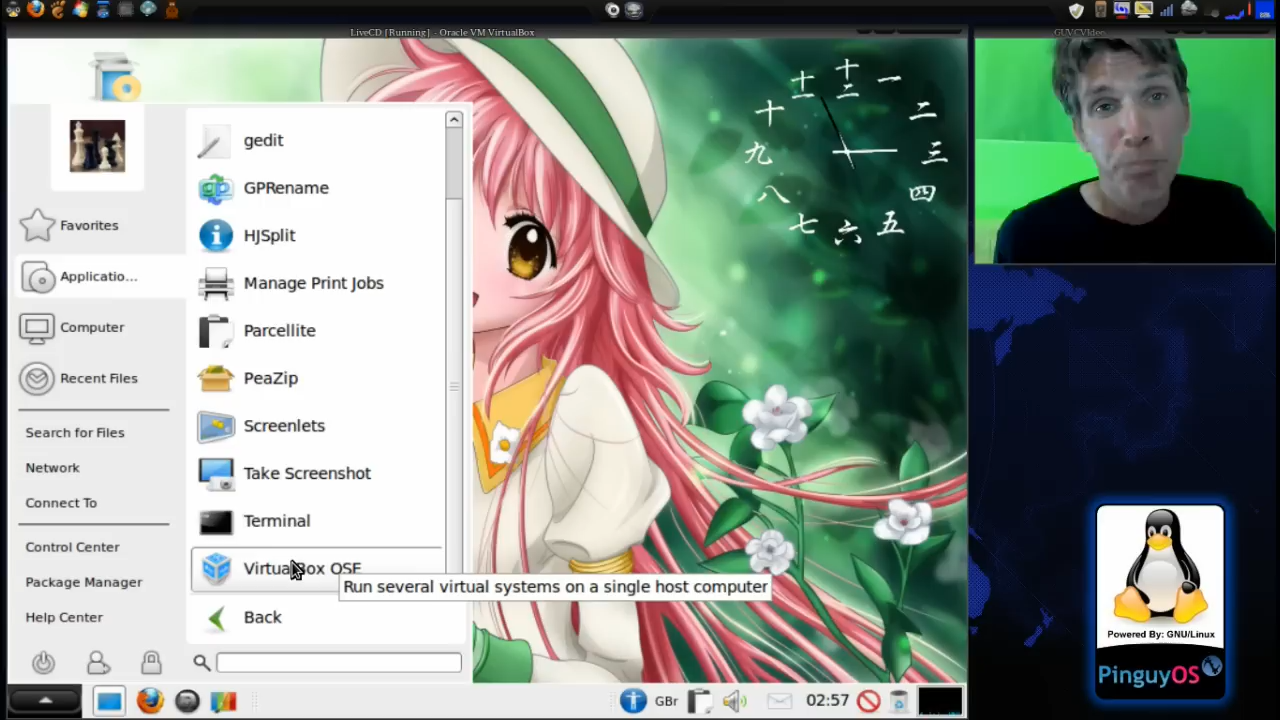 LiveCD [Running] - Oracle VM VirtualBox
GUVCVideo
gedit
GPRename
HJSplit
Manage Print Jobs
Parcellite
PeaZip
Screenlets
Take Screenshot
Terminal
VirtualBox OSE
Run several virtual systems on a single host computer
Back
Favorites
Applicatio...
Computer
Recent Files
Search for Files
Network
Connect To
Control Center
Package Manager
Help Center
十二
一
二
三
四
五
六
七
八
九
十
十一
GBr
02:57
Powered By: GNU/Linux
PinguyOS